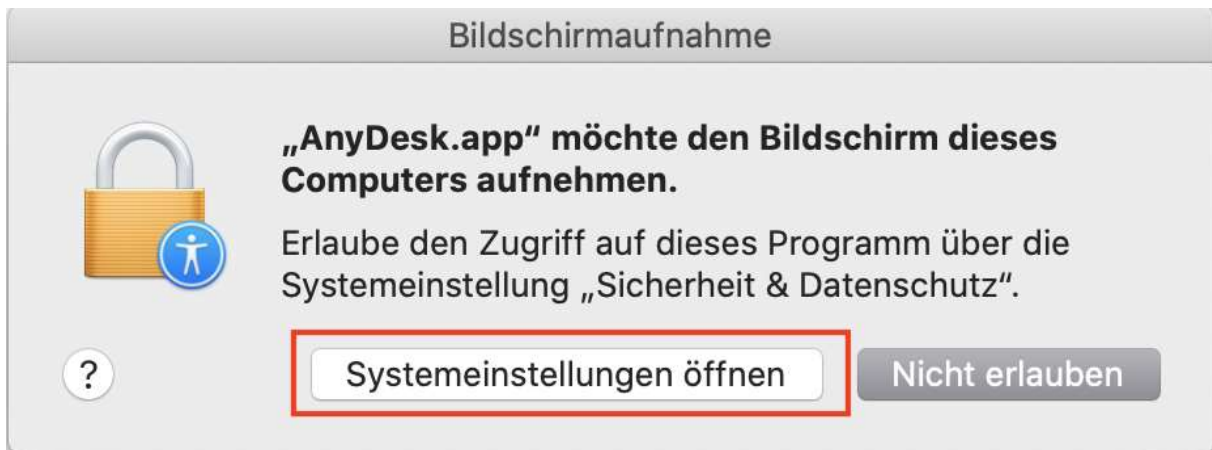 Bildschirmaufnahme
„AnyDesk.app“ möchte den Bildschirm dieses
Computers aufnehmen.
Erlaube den Zugriff auf dieses Programm über die
Systemeinstellung „Sicherheit & Datenschutz“.
?
Systemeinstellungen öffnen
Nicht erlauben